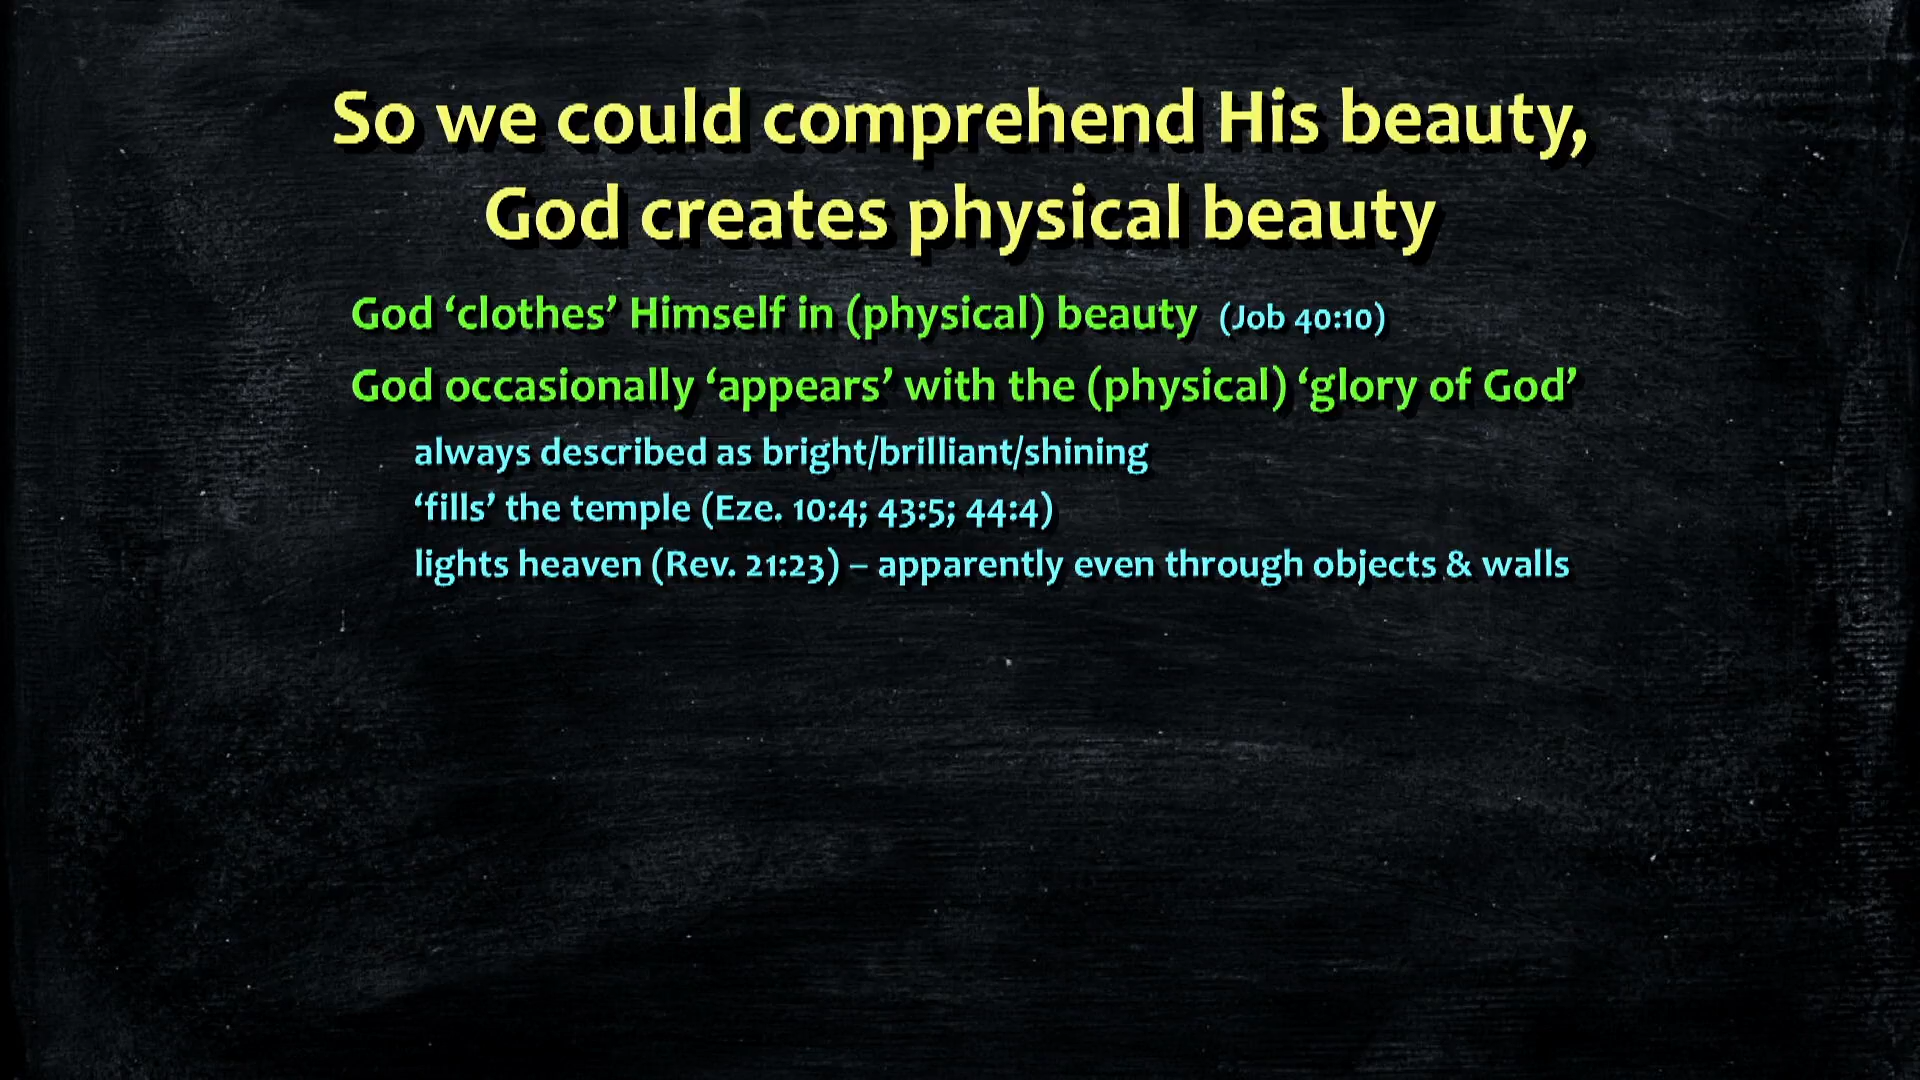 So we could comprehend His beauty,
God creates physical beauty
God ‘clothes’ Himself in (physical) beauty (Job 40:10)
God occasionally ‘appears’ with the (physical) ‘glory of God’
always described as bright/brilliant/shining
‘fills’ the temple (Eze. 10:4; 43:5; 44:4)
lights heaven (Rev. 21:23) – apparently even through objects & walls